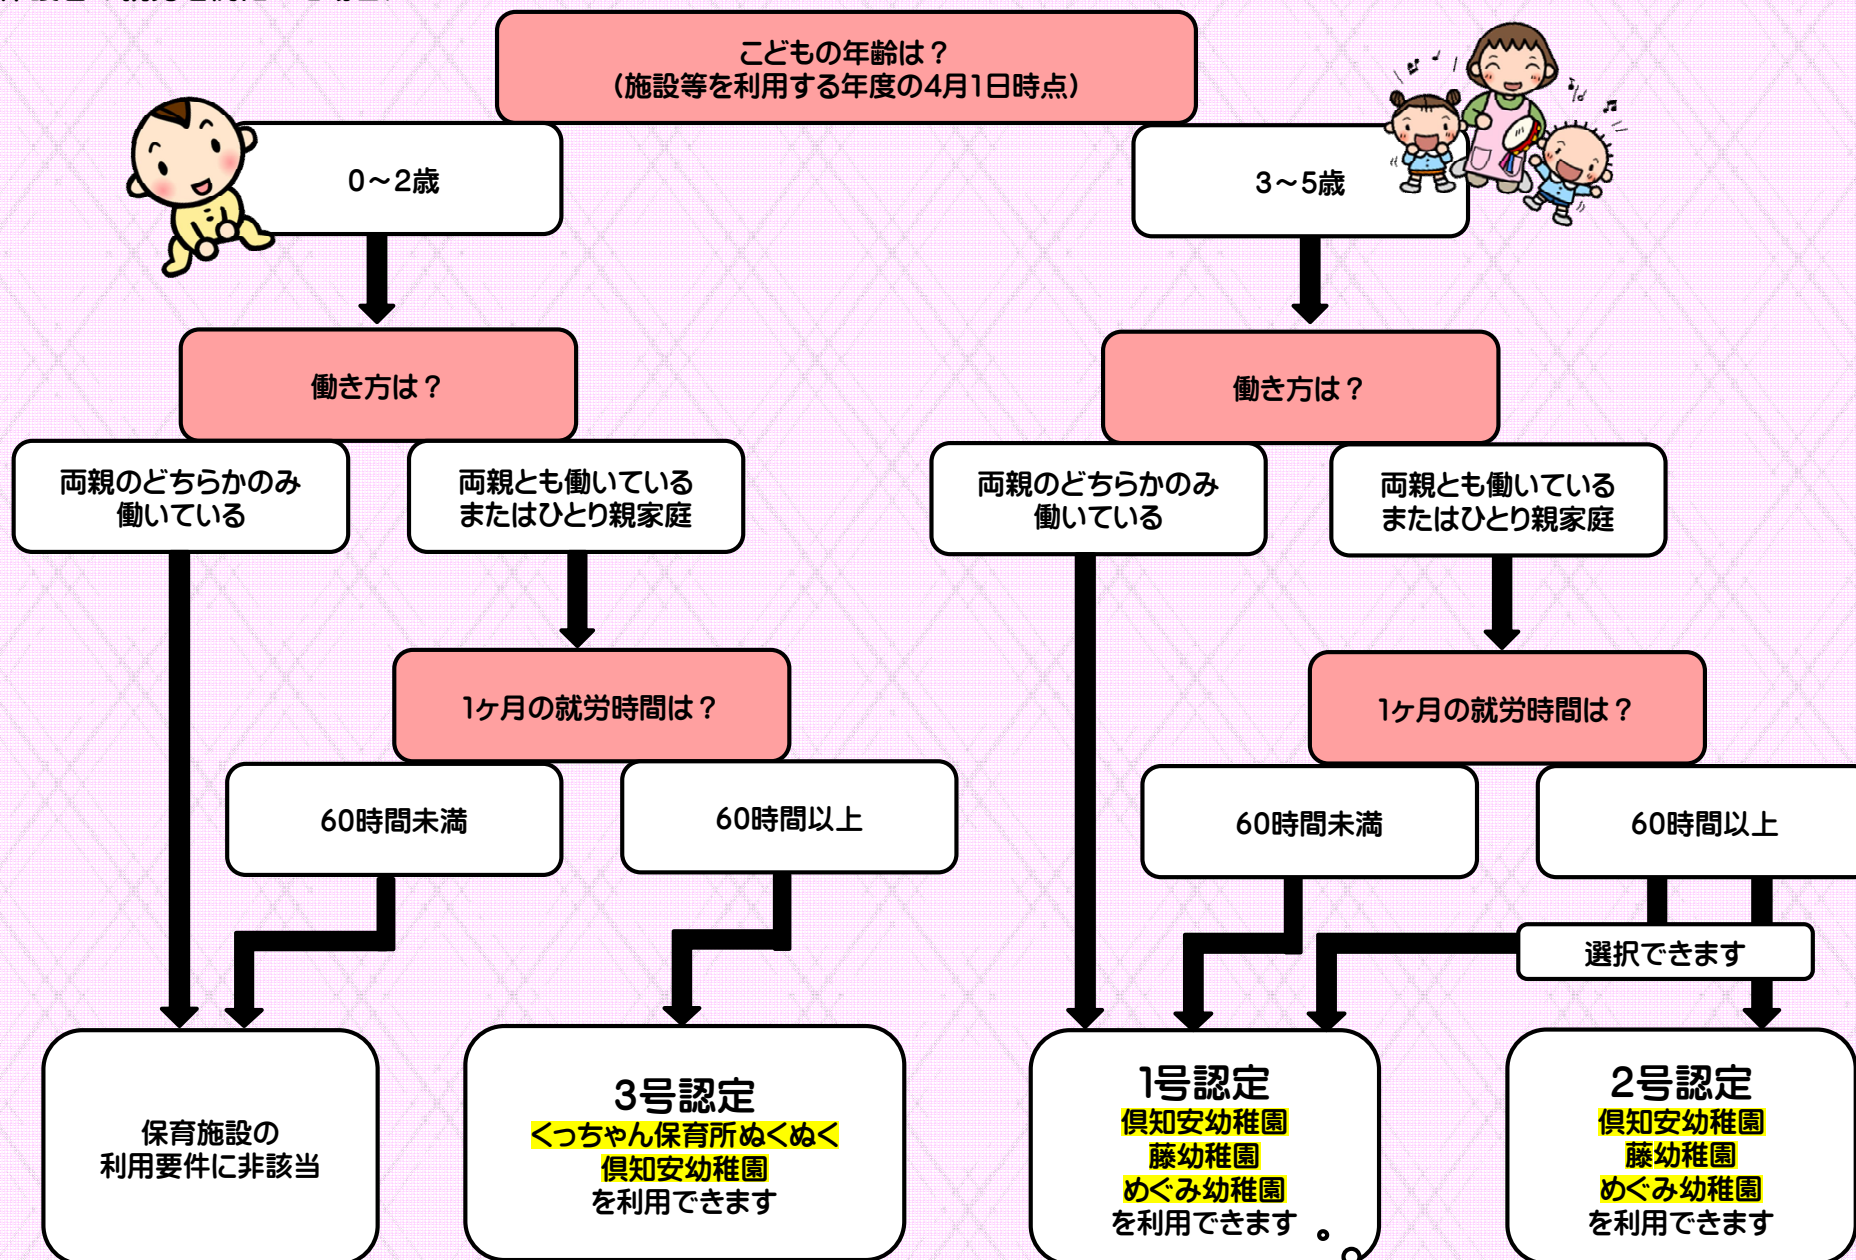 こどもの年齢は？
（施設等を利用する年度の4月1日時点）
0～2歳
3～5歳
働き方は？
働き方は？
両親のどちらかのみ
働いている
両親とも働いている
またはひとり親家庭
両親のどちらかのみ
働いている
両親とも働いている
またはひとり親家庭
1ヶ月の就労時間は？
1ヶ月の就労時間は？
60時間未満
60時間以上
60時間未満
60時間以上
選択できます
保育施設の
利用要件に非該当
3号認定
くっちゃん保育所ぬくぬく
倶知安幼稚園
を利用できます
1号認定
倶知安幼稚園
藤幼稚園
めぐみ幼稚園
を利用できます
2号認定
倶知安幼稚園
藤幼稚園
めぐみ幼稚園
を利用できます